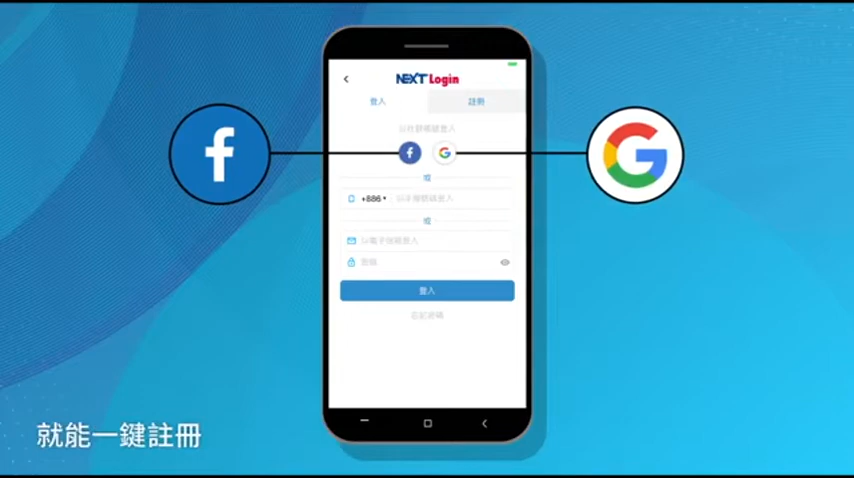 NEXT Login
登入 註冊
以社群帳號登入
或
+886 以手機號碼登入
或
以電子信箱登入
密碼
登入
忘記密碼
就能一鍵註冊